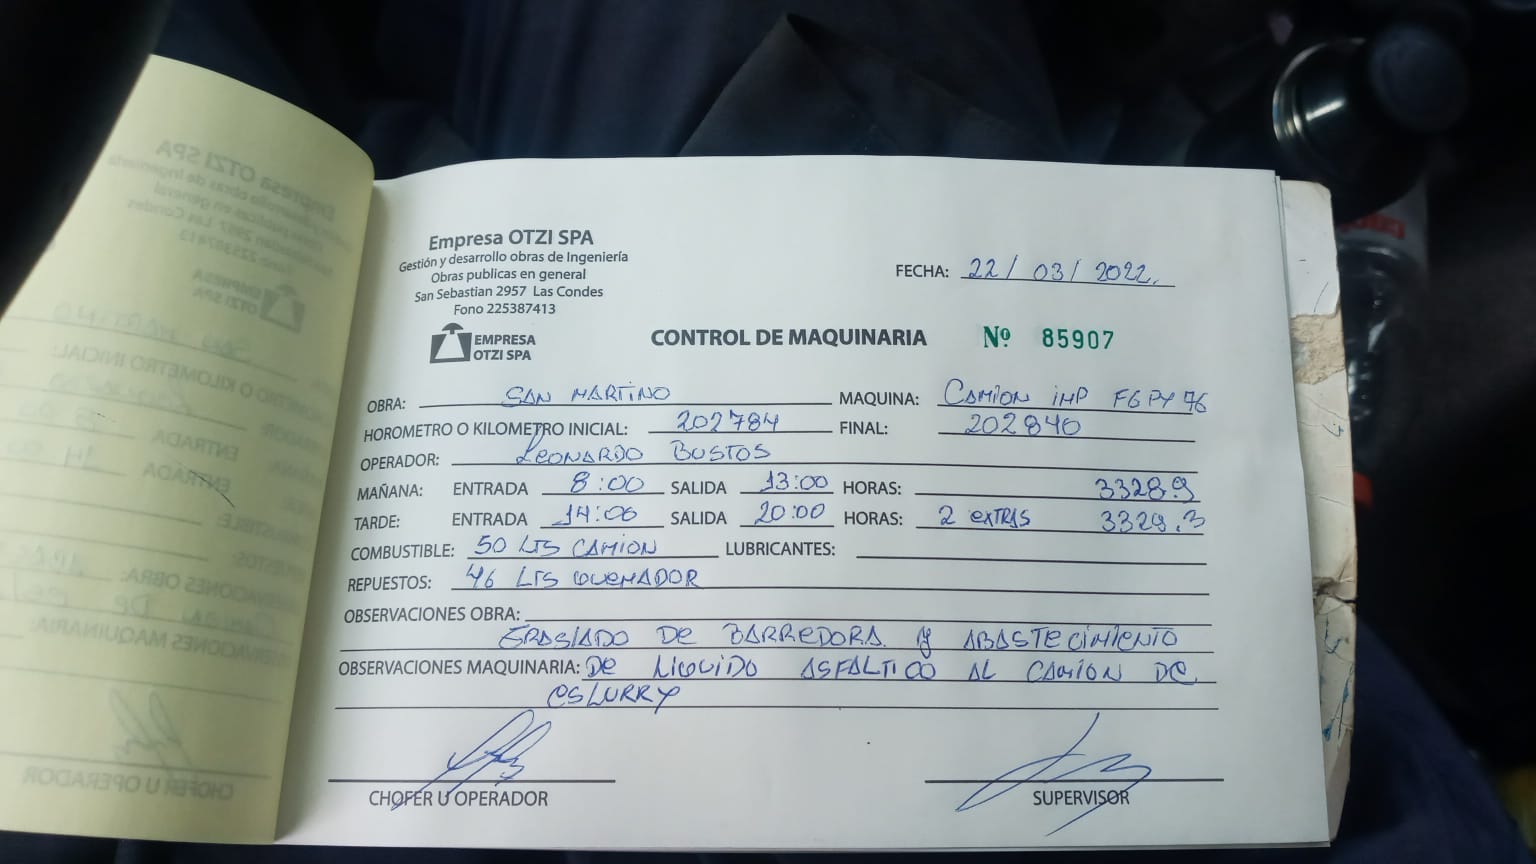 Empresa OTZI SPA
Gestión y desarrollo obras de Ingeniería
Obras publicas en general
San Sebastian 2957 Las Condes
Fono 225387413
EMPRESA
OTZI SPA
FECHA: 22/ 03/ 2022.
CONTROL DE MAQUINARIA Nº 85907
OBRA: SAN MARTINO MAQUINA: CAMION IMP FGPY76
HOROMETRO O KILOMETRO INICIAL: 202784 FINAL: 202840
OPERADOR: LEONARDO BUSTOS
MAÑANA: ENTRADA 8:00 SALIDA 13:00 HORAS: 3328.9
TARDE: ENTRADA 14:00 SALIDA 20:00 HORAS: 2 EXTRAS 3329.3
COMBUSTIBLE: 50 LTS CAMION LUBRICANTES:
REPUESTOS: 46 LTS QUEMADOR
OBSERVACIONES OBRA:
TRASLADO DE BARREDORA Y ABASTECIMIENTO
OBSERVACIONES MAQUINARIA: DE LIQUIDO ASFALTICO AL CAMION DE
ESLURRY
CHOFER U OPERADOR SUPERVISOR